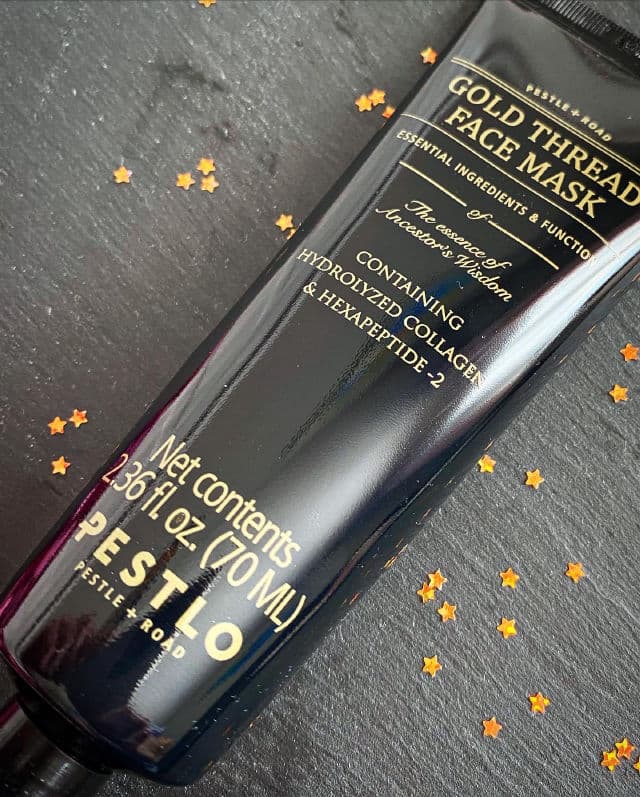 PESTLE + ROAD
GOLD THREAD
FACE MASK
ESSENTIAL INGREDIENTS & FUNCTION
of
The essence of
Ancestor's Wisdom
CONTAINING
HYDROLYZED COLLAGEN
& HEXAPEPTIDE -2
Net contents
2.36 fl oz. (70 ML)
PESTLO
PESTLE + ROAD